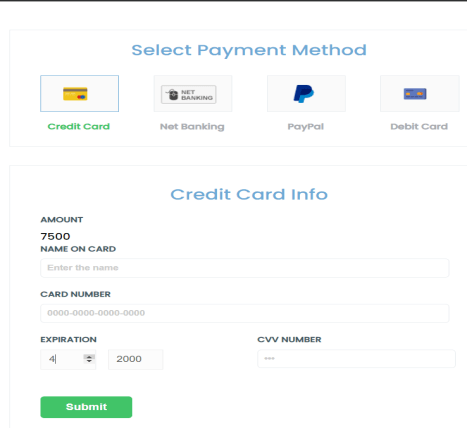 Select Payment Method
NET
BANKING
Credit Card Net Banking PayPal Debit Card
Credit Card Info
AMOUNT
7500
NAME ON CARD
Enter the name
CARD NUMBER
0000-0000-0000-0000
EXPIRATION CVV NUMBER
4 2000 ***
Submit